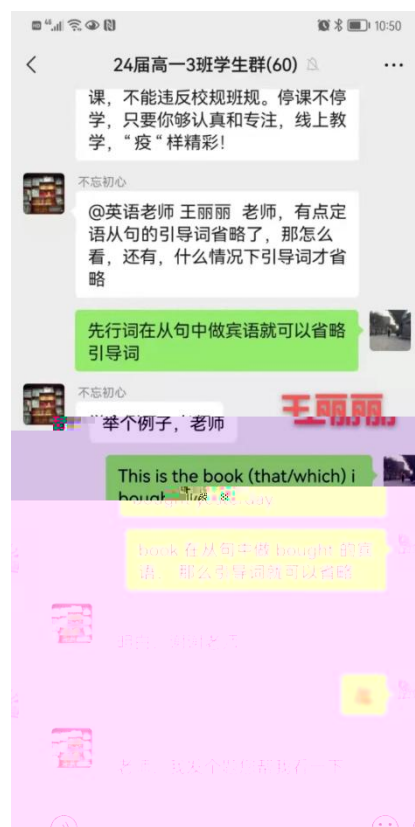 10:50
24届高一3班学生群(60)
课，不能违反校规班规。停课不停
学，只要你够认真和专注，线上教
学，“疫“样精彩!
不忘初心
@英语老师 王丽丽 老师，有点定
语从句的引导词省略了，那怎么
看，还有，什么情况下引导词才省
略
先行词在从句中做宾语就可以省略
引导词
不忘初心
王丽丽
举个例子，老师
This is the book (that/which) i
bought
book 在从句中做 bought 的宾
语， 那么引导词就可以省略